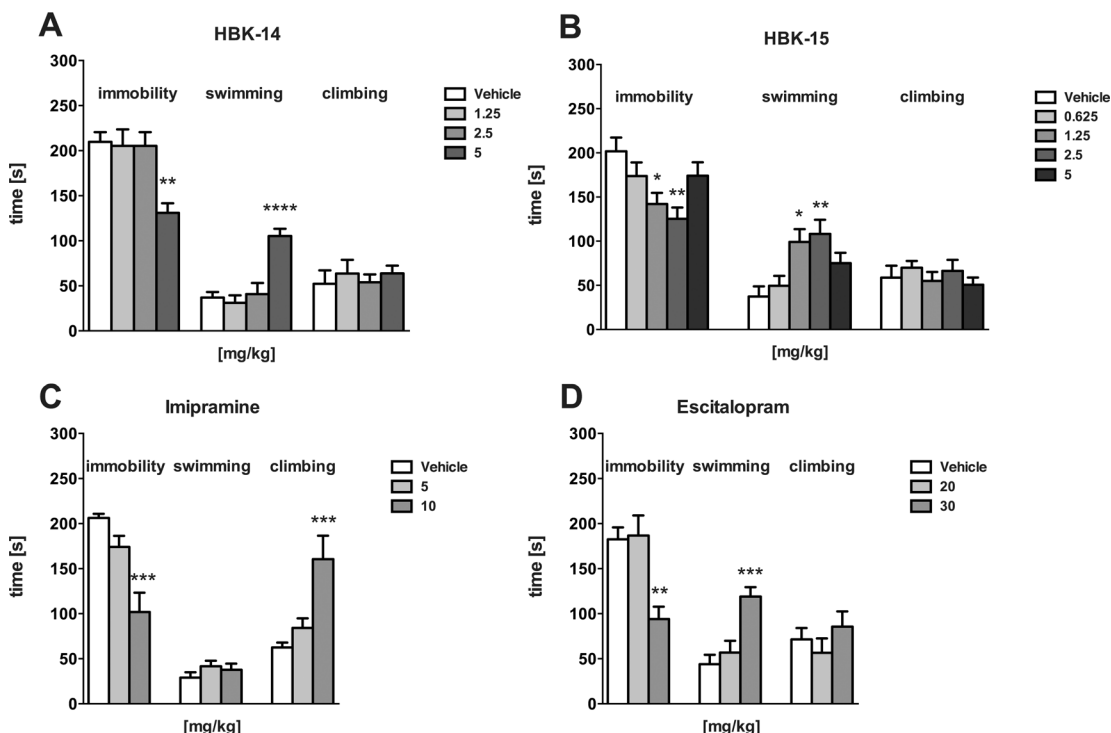 A
HBK-14
300
250
200
150
100
50
0
time [s]
immobility swimming climbing
**
****
[mg/kg]
Vehicle
1.25
2.5
5
B
HBK-15
300
250
200
150
100
50
0
time [s]
immobility swimming climbing
*
**
*
**
[mg/kg]
Vehicle
0.625
1.25
2.5
5
C
Imipramine
300
250
200
150
100
50
0
time [s]
immobility swimming climbing
***
***
[mg/kg]
Vehicle
5
10
D
Escitalopram
300
250
200
150
100
50
0
time [s]
immobility swimming climbing
**
***
[mg/kg]
Vehicle
20
30